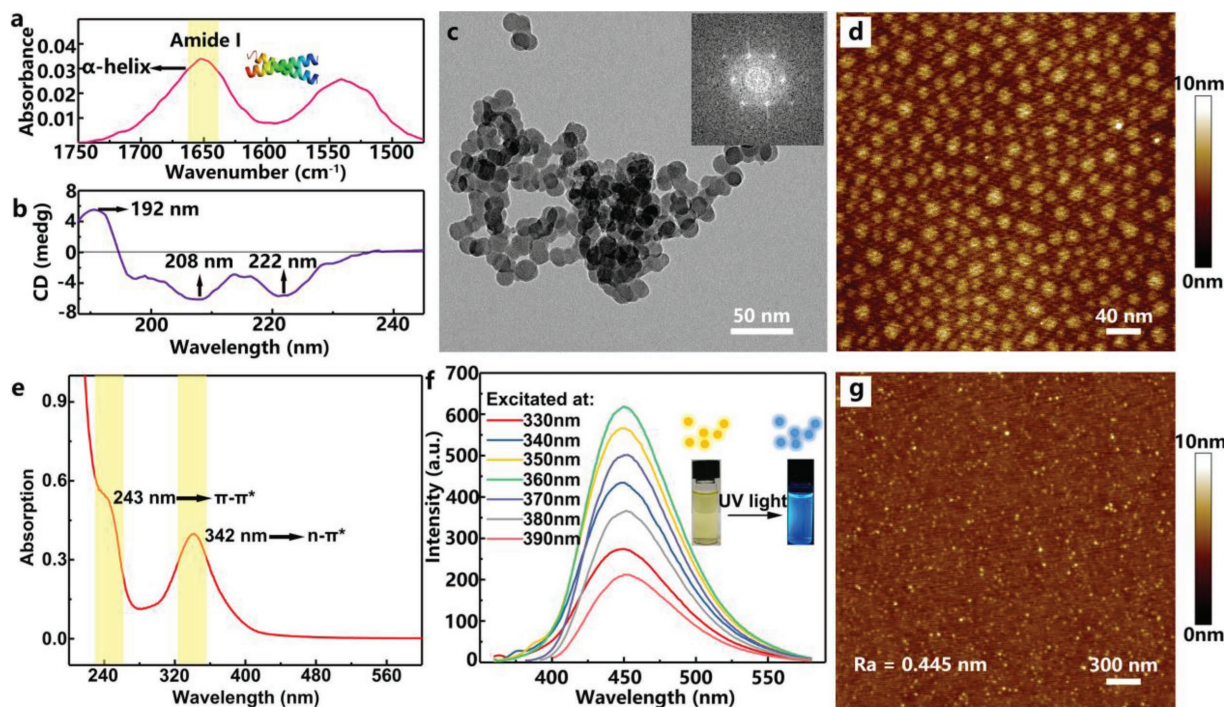 a
Amide I
α-helix
0.04
0.03
0.02
0.01
Absorbance
1750 1700 1650 1600 1550 1500
Wavenumber (cm⁻¹)
b
192 nm
208 nm
222 nm
8
4
0
-4
-8
CD (medg)
200 220 240
Wavelength (nm)
c
50 nm
d
40 nm
10nm
0nm
e
0.9
0.6
0.3
0.0
Absorption
243 nm π-π*
342 nm n-π*
240 320 400 480 560
Wavelength (nm)
f
700
600
500
400
300
200
100
0
Intensity (a.u.)
Excitated at:
330nm
340nm
350nm
360nm
370nm
380nm
390nm
UV light
400 450 500 550
Wavelength (nm)
g
Ra = 0.445 nm
300 nm
10nm
0nm